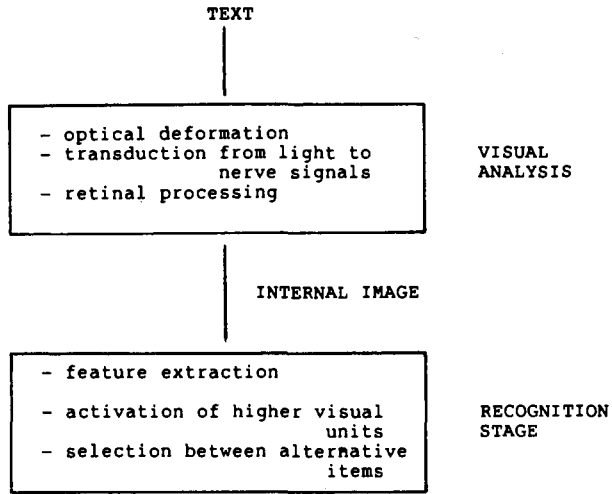 TEXT
- optical deformation
- transduction from light to
nerve signals
- retinal processing
VISUAL
ANALYSIS
INTERNAL IMAGE
- feature extraction
- activation of higher visual
units
- selection between alternative
items
RECOGNITION
STAGE